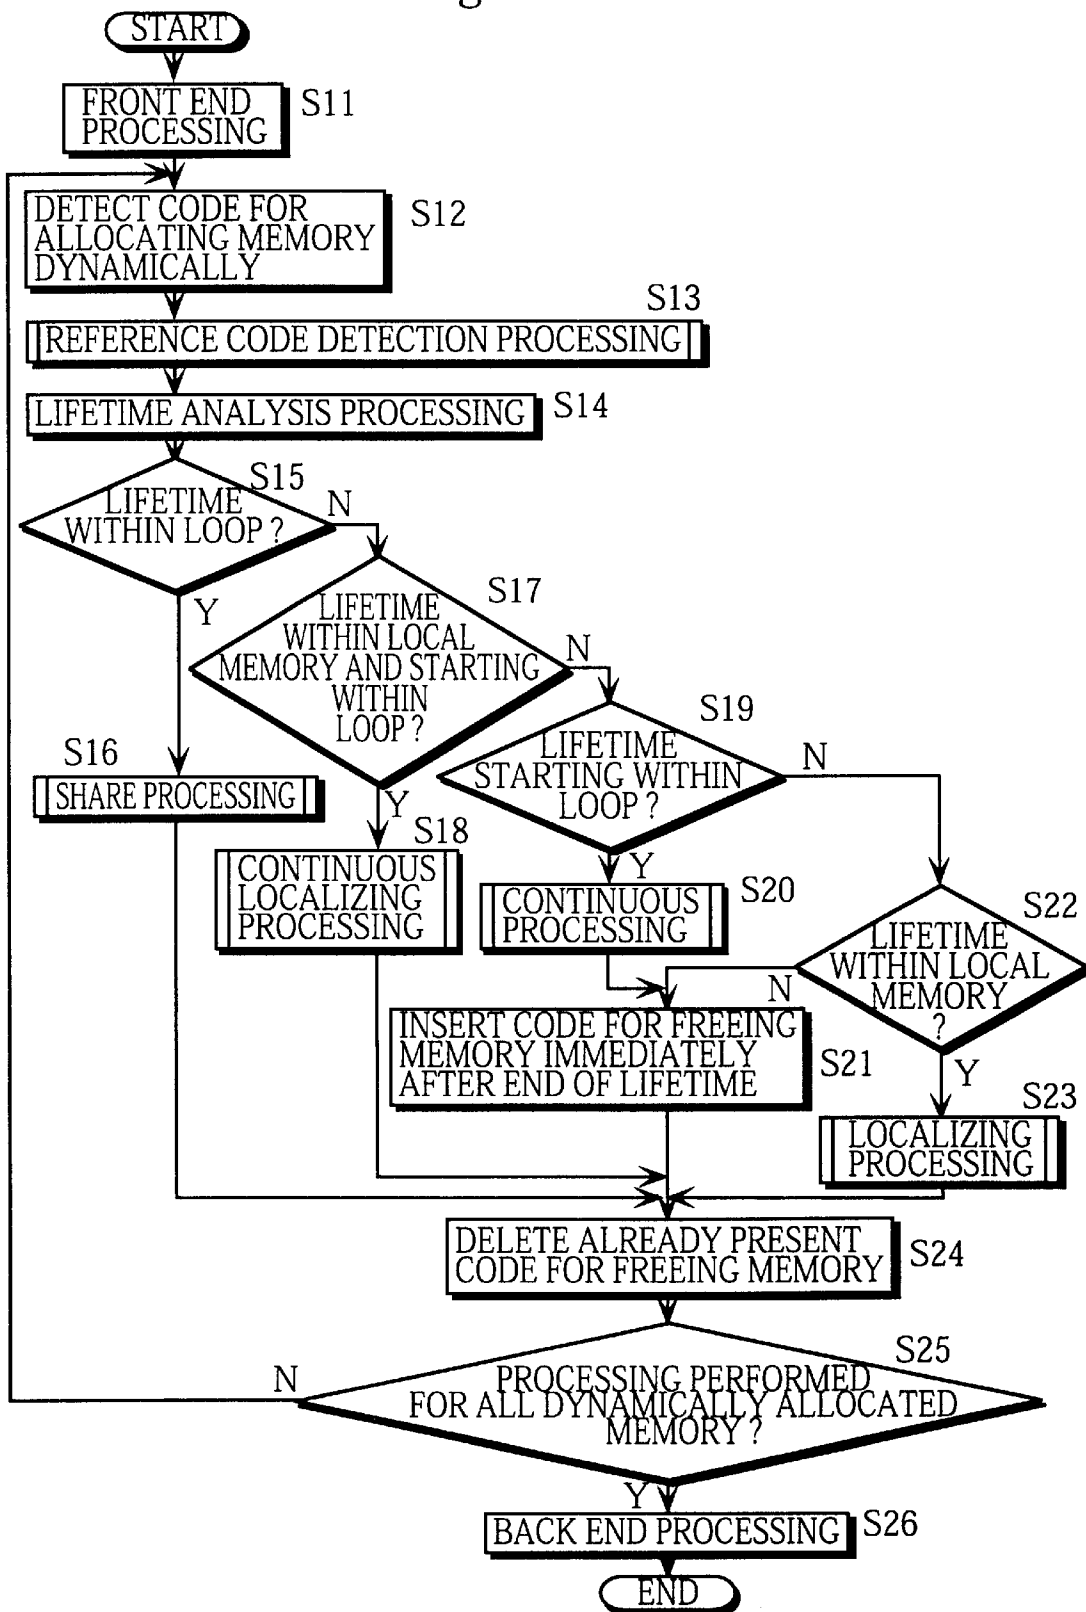 START
FRONT END
PROCESSING
S11
DETECT CODE FOR
ALLOCATING MEMORY
DYNAMICALLY
S12
S13
REFERENCE CODE DETECTION PROCESSING
LIFETIME ANALYSIS PROCESSING
S14
S15
LIFETIME
WITHIN LOOP ?
N
Y
S17
LIFETIME
WITHIN LOCAL
MEMORY AND STARTING
WITHIN
LOOP ?
N
Y
S16
SHARE PROCESSING
S18
CONTINUOUS
LOCALIZING
PROCESSING
S19
LIFETIME
STARTING WITHIN
LOOP ?
N
Y
CONTINUOUS
PROCESSING
S20
S22
LIFETIME
WITHIN LOCAL
MEMORY
?
N
Y
INSERT CODE FOR FREEING
MEMORY IMMEDIATELY
AFTER END OF LIFETIME
S21
S23
LOCALIZING
PROCESSING
DELETE ALREADY PRESENT
CODE FOR FREEING MEMORY
S24
S25
PROCESSING PERFORMED
FOR ALL DYNAMICALLY ALLOCATED
MEMORY ?
N
Y
BACK END PROCESSING
S26
END